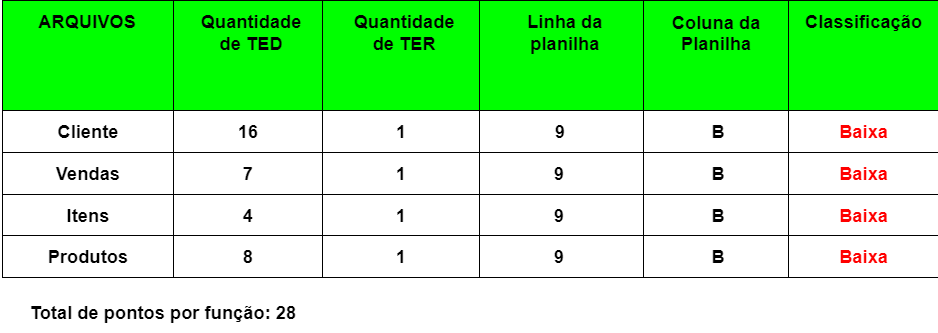 ARQUIVOS Quantidade de TED Quantidade de TER Linha da planilha Coluna da Planilha Classificação
Cliente 16 1 9 B Baixa
Vendas 7 1 9 B Baixa
Itens 4 1 9 B Baixa
Produtos 8 1 9 B Baixa
Total de pontos por função: 28